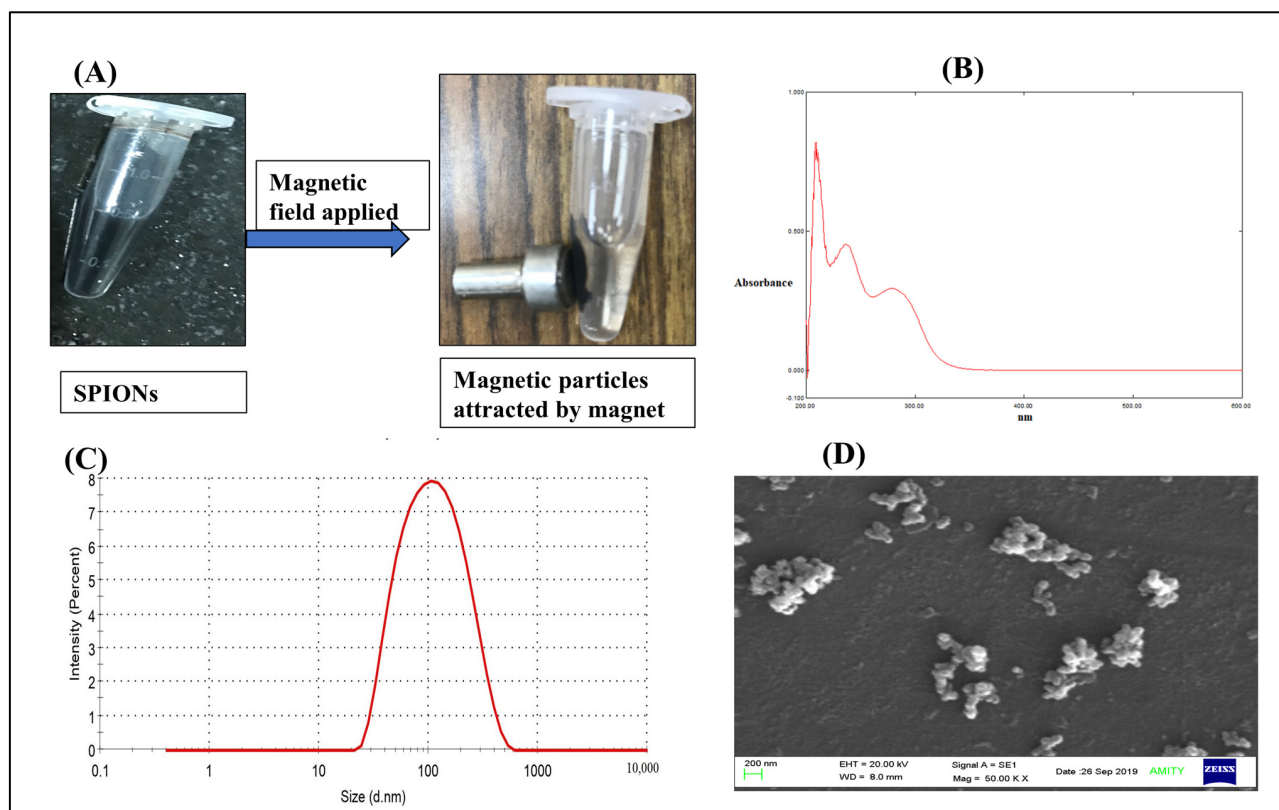 (A)
Magnetic
field applied
SPIONs
Magnetic particles
attracted by magnet
(B)
1.000
0.500
0.000
-0.100
Absorbance
200.00
300.00
400.00
500.00
600.00
nm
(C)
8
7
6
5
4
3
2
1
0
Intensity (Percent)
0.1
1
10
100
1000
10,000
Size (d.nm)
(D)
200 nm
EHT = 20.00 kV
Signal A = SE1
WD = 8.0 mm
Mag = 50.00 K X
Date :26 Sep 2019
AMITY
ZEISS